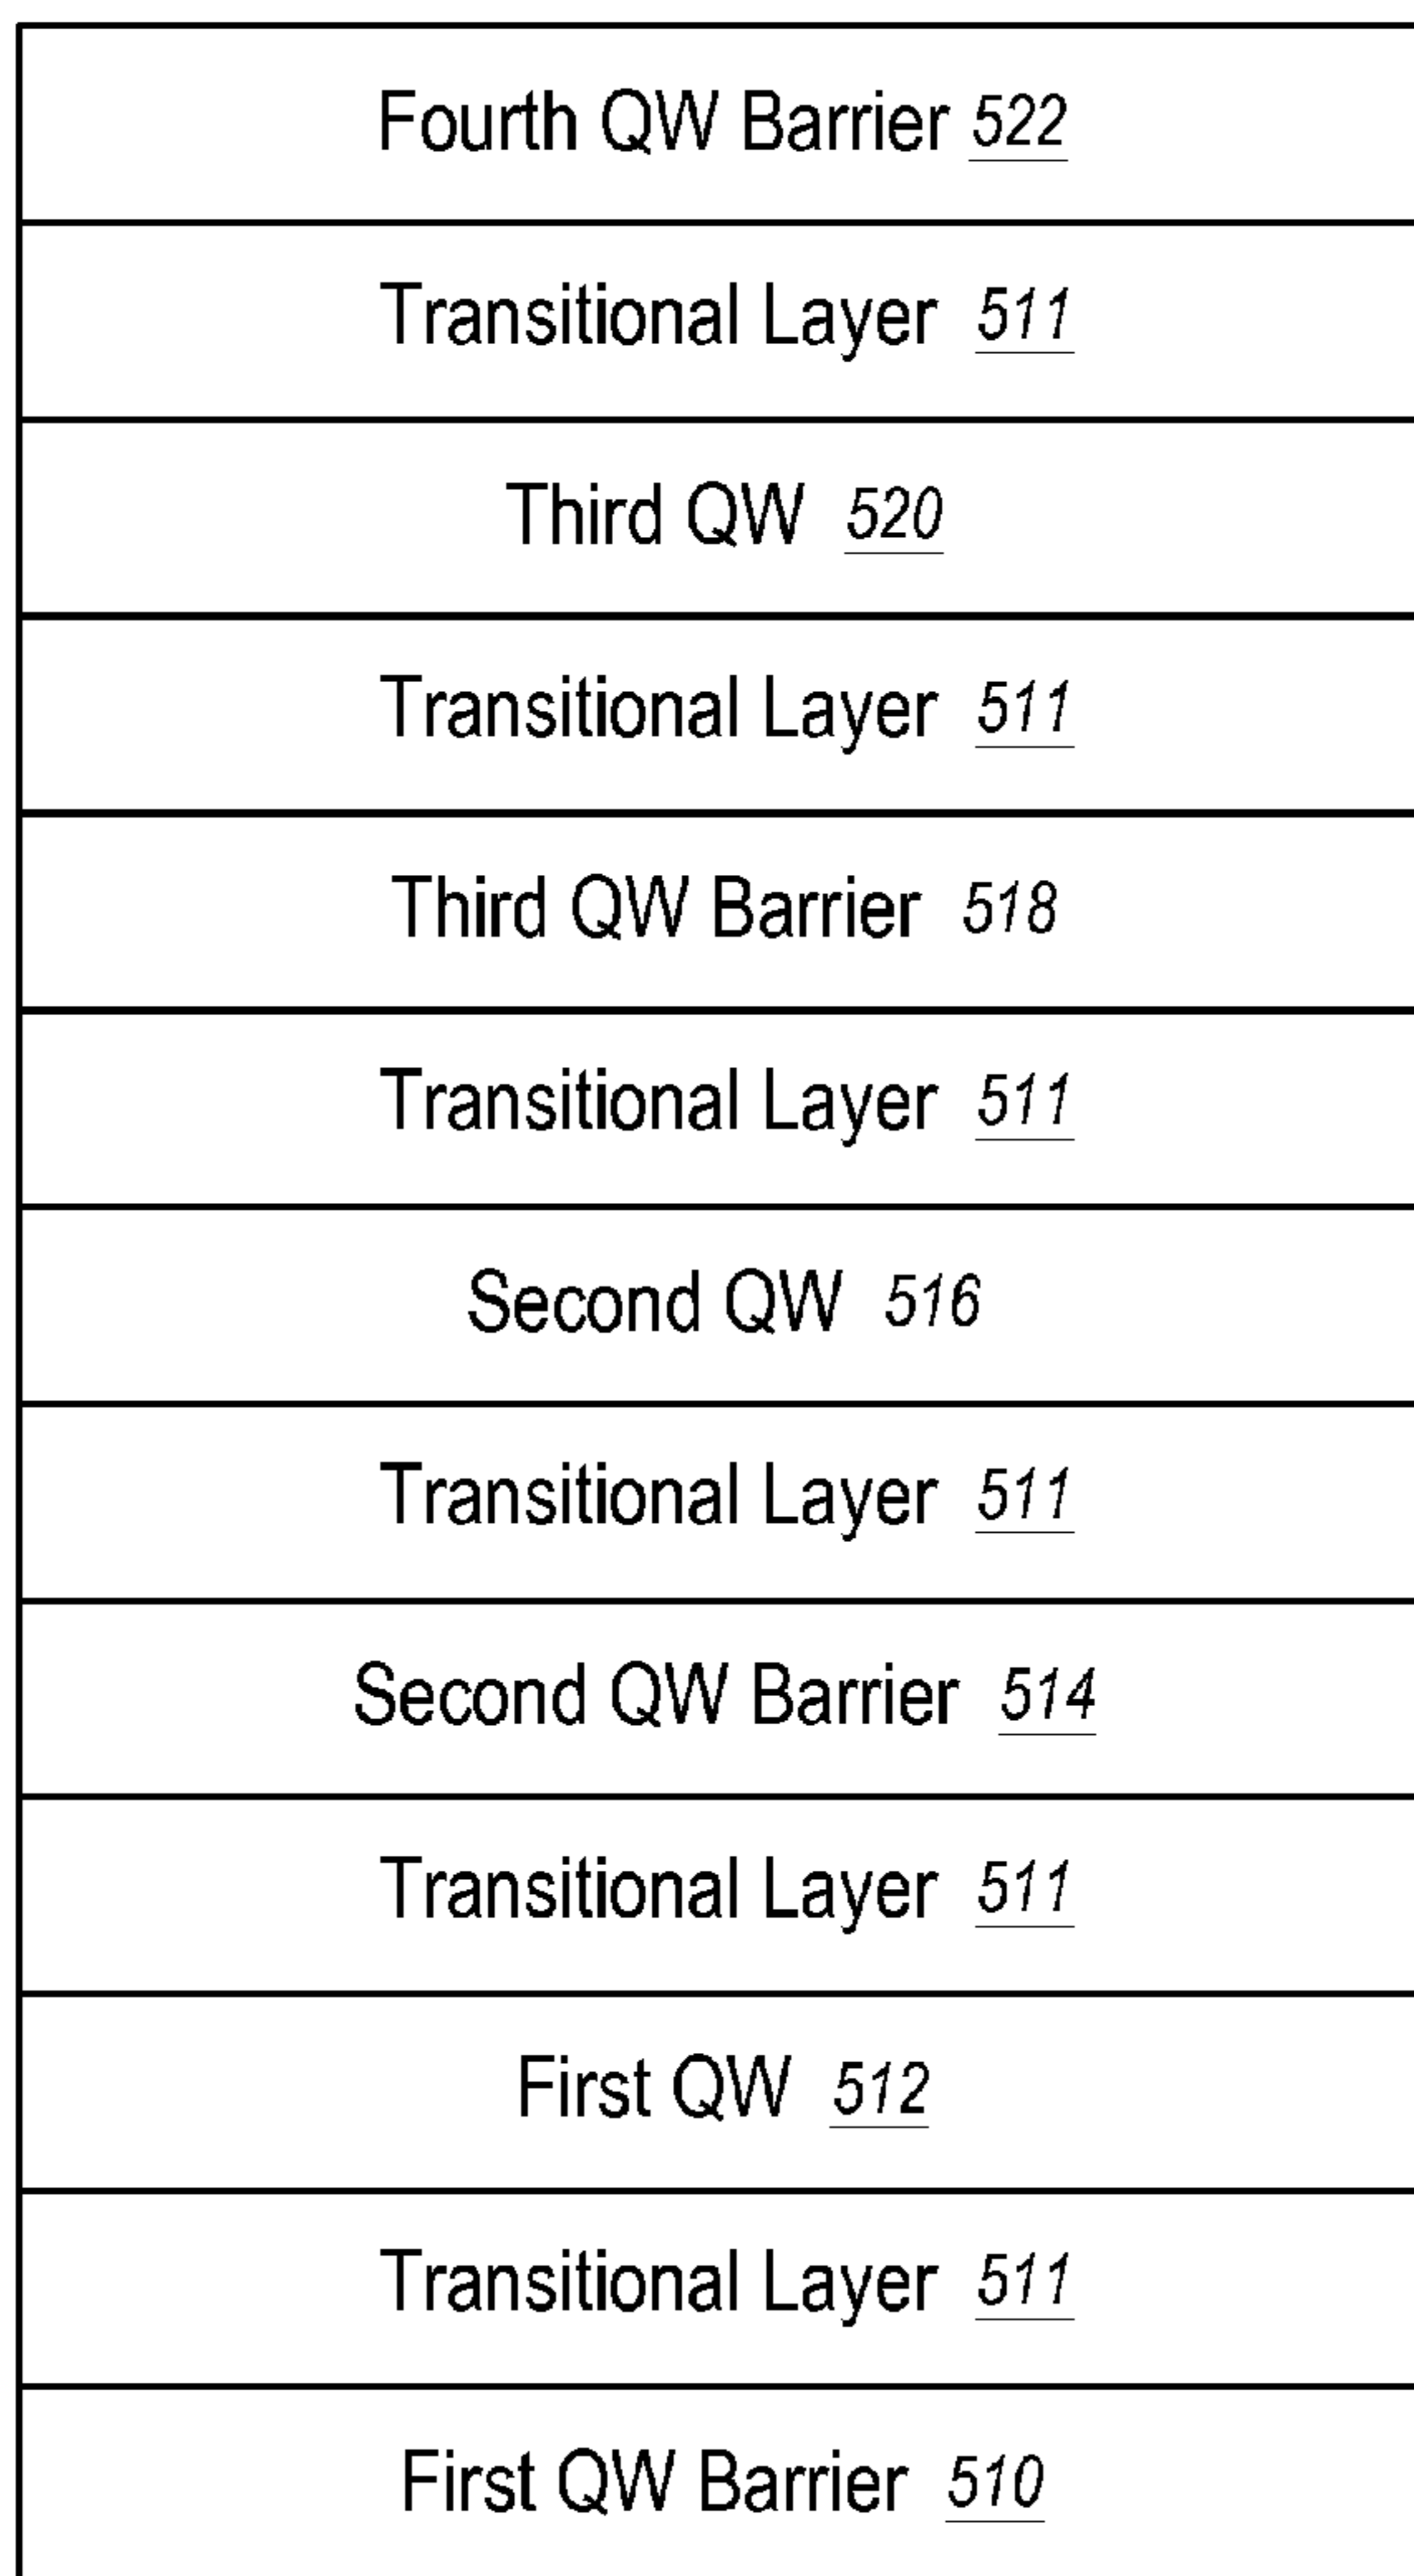 Fourth QW Barrier 522
Transitional Layer 511
Third QW 520
Transitional Layer 511
Third QW Barrier 518
Transitional Layer 511
Second QW 516
Transitional Layer 511
Second QW Barrier 514
Transitional Layer 511
First QW 512
Transitional Layer 511
First QW Barrier 510